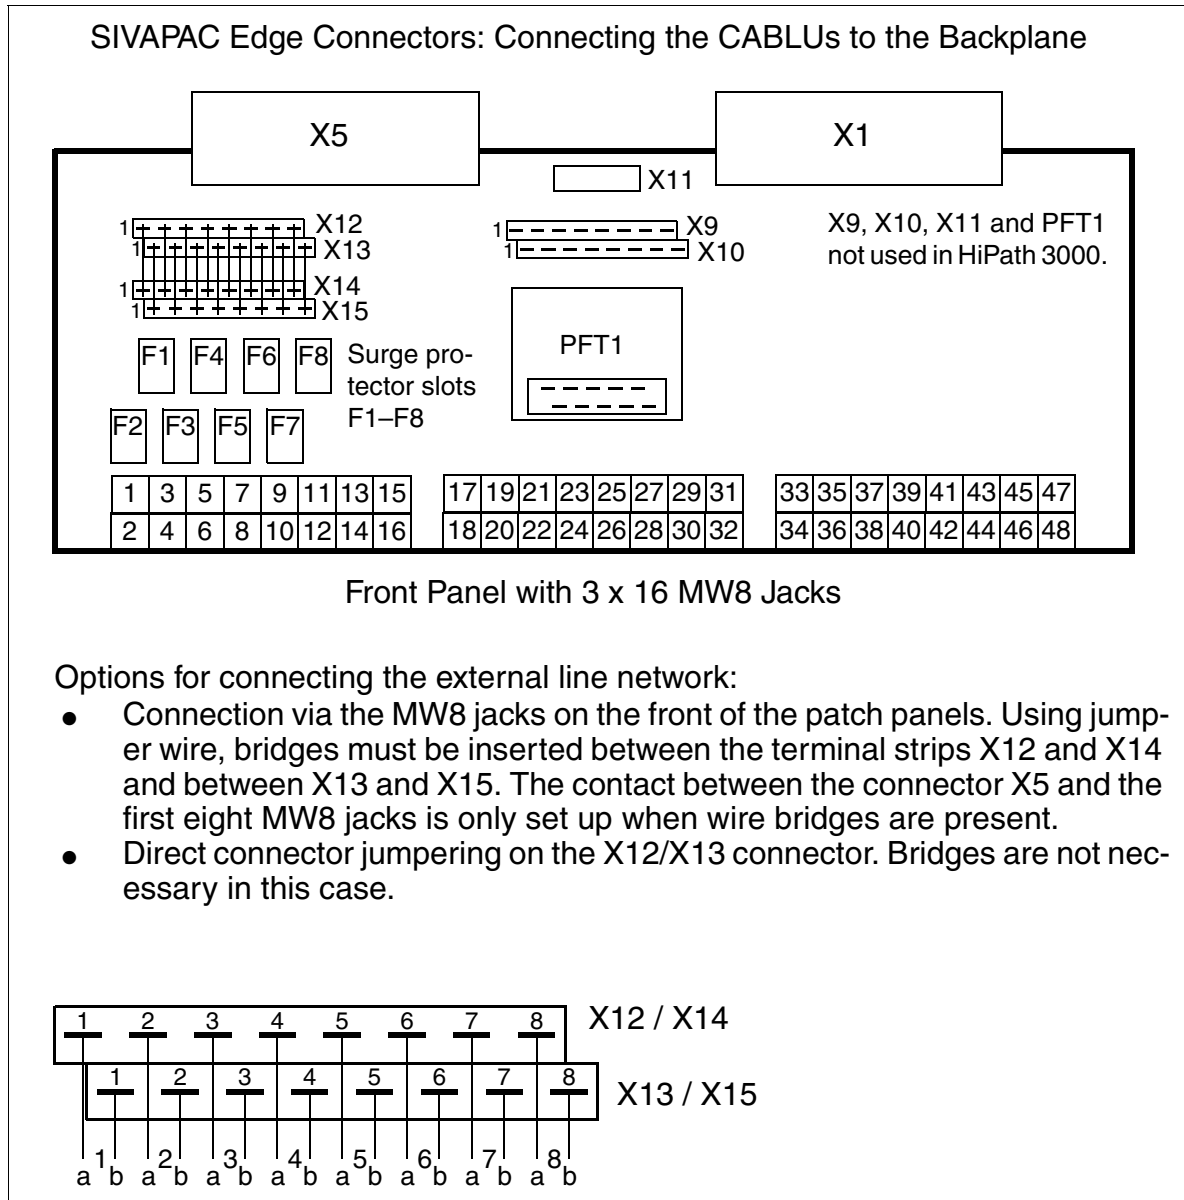 SIVAPAC Edge Connectors: Connecting the CABLUs to the Backplane
X5
X1
X11
1 X12
1 X13
1 X14
1 X15
1 X9
1 X10
X9, X10, X11 and PFT1
not used in HiPath 3000.
PFT1
F1 F4 F6 F8
F2 F3 F5 F7
Surge pro-
tector slots
F1–F8
1 3 5 7 9 11 13 15 17 19 21 23 25 27 29 31 33 35 37 39 41 43 45 47
2 4 6 8 10 12 14 16 18 20 22 24 26 28 30 32 34 36 38 40 42 44 46 48
Front Panel with 3 x 16 MW8 Jacks
Options for connecting the external line network:
● Connection via the MW8 jacks on the front of the patch panels. Using jump-
er wire, bridges must be inserted between the terminal strips X12 and X14
and between X13 and X15. The contact between the connector X5 and the
first eight MW8 jacks is only set up when wire bridges are present.
● Direct connector jumpering on the X12/X13 connector. Bridges are not nec-
essary in this case.
1 2 3 4 5 6 7 8 X12 / X14
1 2 3 4 5 6 7 8 X13 / X15
a 1 b a 2 b a 3 b a 4 b a 5 b a 6 b a 7 b a 8 b